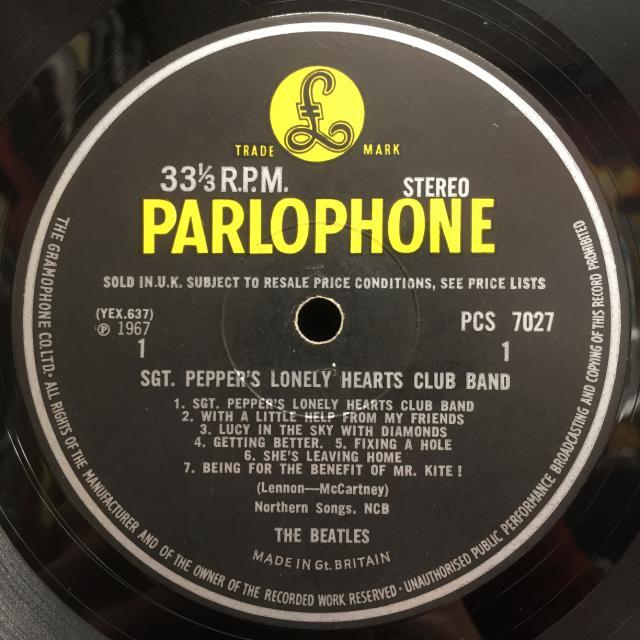 £
TRADE MARK
33⅓ R.P.M. STEREO
PARLOPHONE
SOLD IN U.K. SUBJECT TO RESALE PRICE CONDITIONS, SEE PRICE LISTS
(YEX.637)
℗ 1967
1
PCS 7027
1
SGT. PEPPER'S LONELY HEARTS CLUB BAND
1. SGT. PEPPER'S LONELY HEARTS CLUB BAND
2. WITH A LITTLE HELP FROM MY FRIENDS
3. LUCY IN THE SKY WITH DIAMONDS
4. GETTING BETTER. 5. FIXING A HOLE
6. SHE'S LEAVING HOME
7. BEING FOR THE BENEFIT OF MR. KITE!
(Lennon—McCartney)
Northern Songs. NCB
THE BEATLES
MADE IN Gt. BRITAIN
THE GRAMOPHONE CO. LTD. · ALL RIGHTS OF THE MANUFACTURER AND OF THE OWNER OF THE RECORDED WORK RESERVED · UNAUTHORISED PUBLIC PERFORMANCE BROADCASTING AND COPYING OF THIS RECORD PROHIBITED